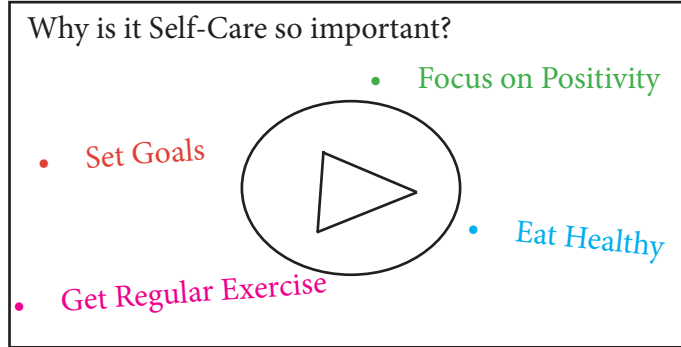 Why is it Self-Care so important?
• Focus on Positivity
• Set Goals
• Eat Healthy
• Get Regular Exercise